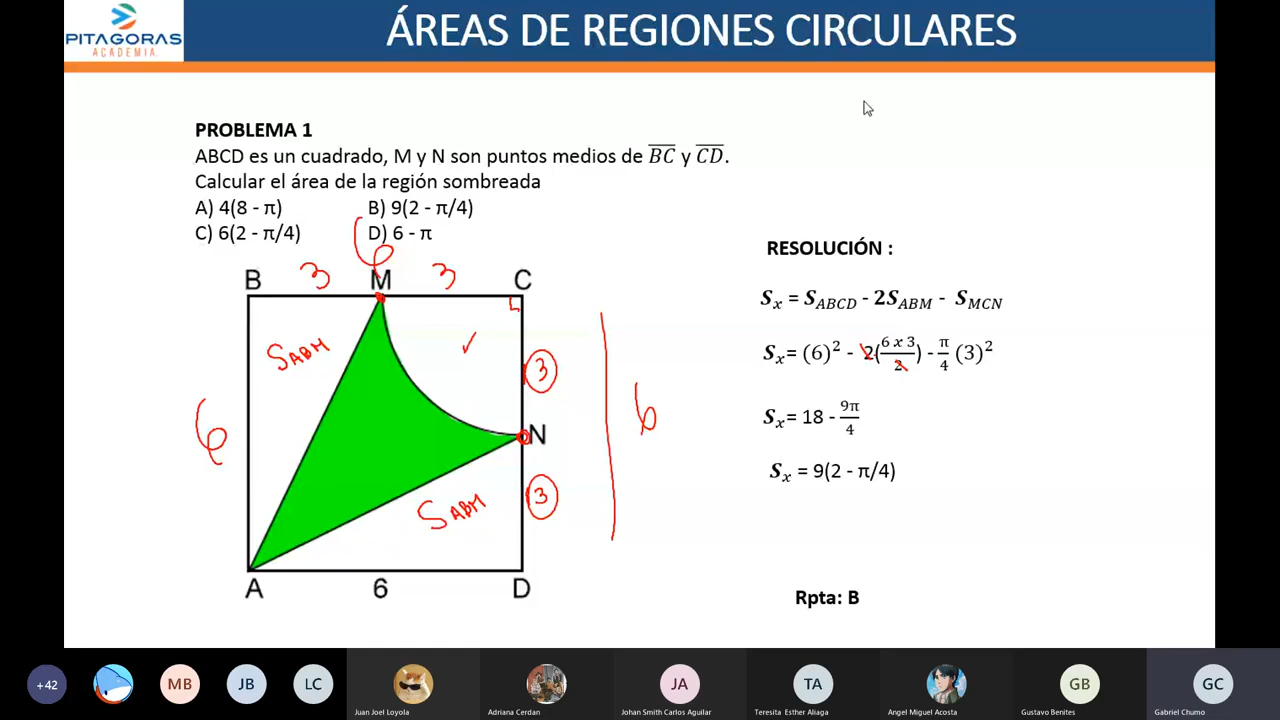 PITAGORAS
ACADEMIA
ÁREAS DE REGIONES CIRCULARES
PROBLEMA 1
ABCD es un cuadrado, M y N son puntos medios de BC y CD.
Calcular el área de la región sombreada
A) 4(8 - π) B) 9(2 - π/4)
C) 6(2 - π/4) D) 6 - π
6
B 3 M 3 C
S ABM
3
6
N
6
3
S ABM
A 6 D
RESOLUCIÓN :
Sx = SABCD - 2SABM - SMCN
Sx= (6)² - 2(6 x 3/2) - π/4 (3)²
Sx= 18 - 9π/4
Sx = 9(2 - π/4)
Rpta: B
+42 MB JB LC JA TA GB GC
Juan Joel Loyola Adriana Cerdan Johan Smith Carlos Aguilar Teresita Esther Aliaga Angel Miguel Acosta Gustavo Benites Gabriel Chumo